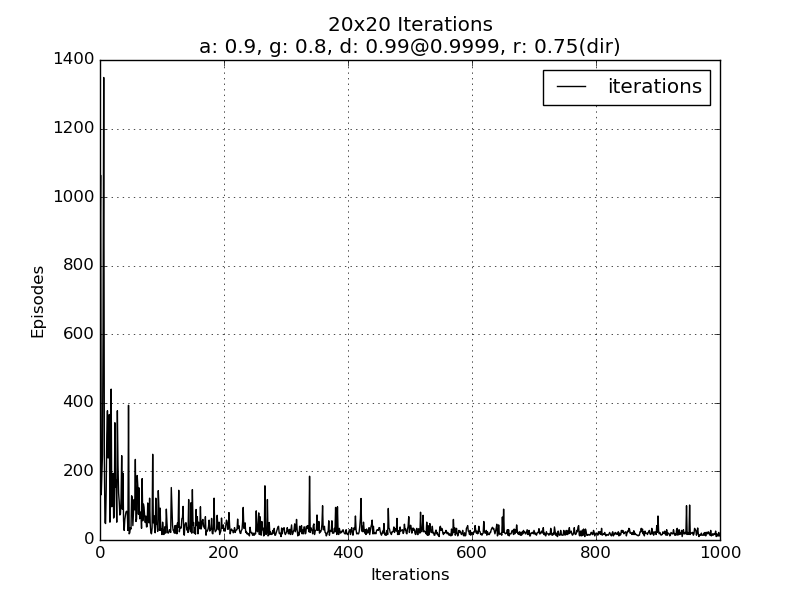 20x20 Iterations
a: 0.9, g: 0.8, d: 0.99@0.9999, r: 0.75(dir)
iterations
1400
1200
1000
800
600
400
200
0
Episodes
0 200 400 600 800 1000
Iterations